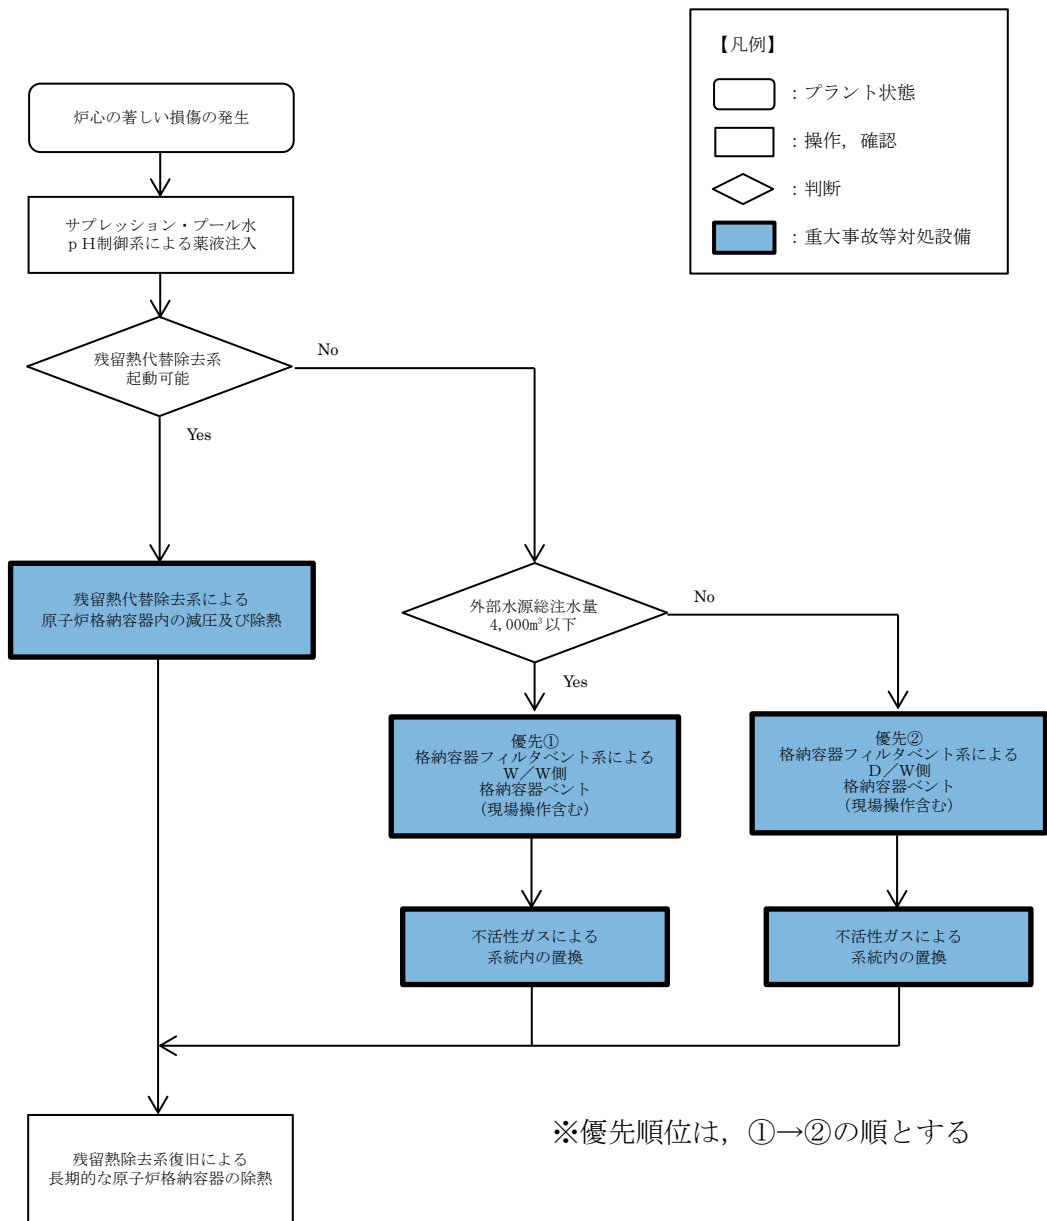 【凡例】
：プラント状態
：操作，確認
：判断
：重大事故等対処設備
炉心の著しい損傷の発生
サプレッション・プール水
ｐＨ制御系による薬液注入
残留熱代替除去系
起動可能
No
Yes
残留熱代替除去系による
原子炉格納容器内の減圧及び除熱
外部水源総注水量
4,000m³以下
No
Yes
優先①
格納容器フィルタベント系による
Ｗ／Ｗ側
格納容器ベント
（現場操作含む）
優先②
格納容器フィルタベント系による
Ｄ／Ｗ側
格納容器ベント
（現場操作含む）
不活性ガスによる
系統内の置換
不活性ガスによる
系統内の置換
※優先順位は，①→②の順とする
残留熱除去系復旧による
長期的な原子炉格納容器の除熱